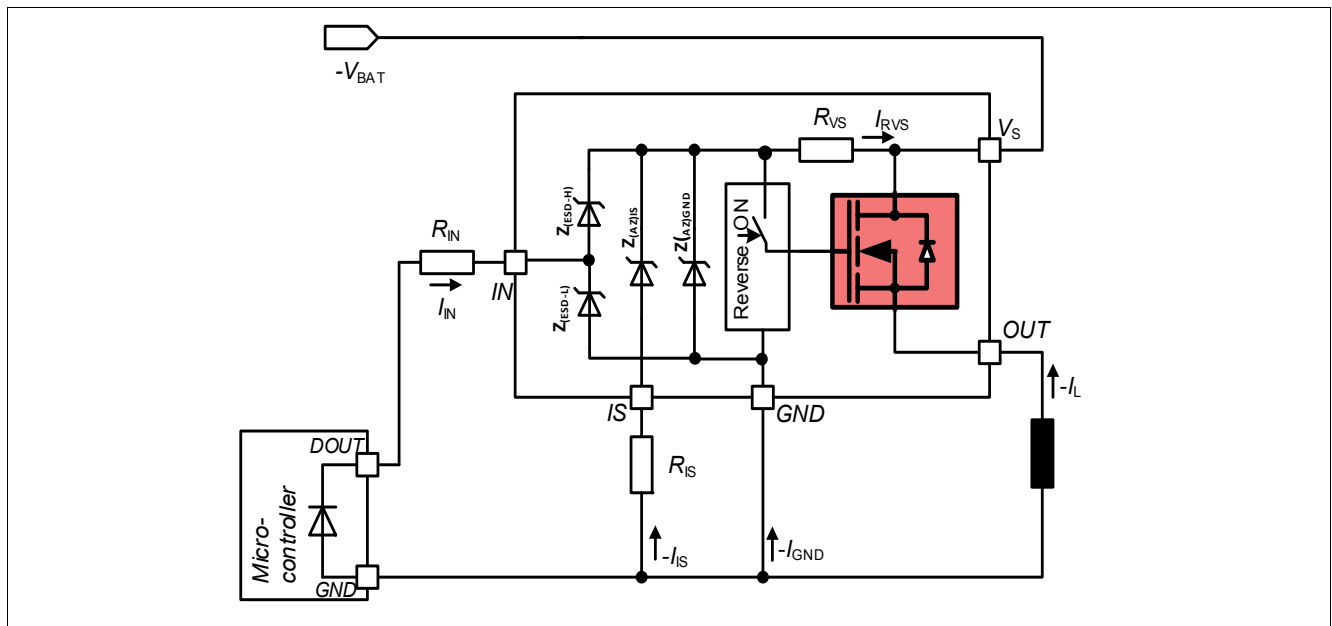 -VBAT
RVS
IRVS
VS
Z(ESD-H)
Z(AZ)IS
Z(AZ)GND
Reverse ON
RIN
IN
IIN
Z(ESD-L)
OUT
IS
GND
-IL
DOUT
RIS
Micro-
controller
-IIS
-IGND
GND